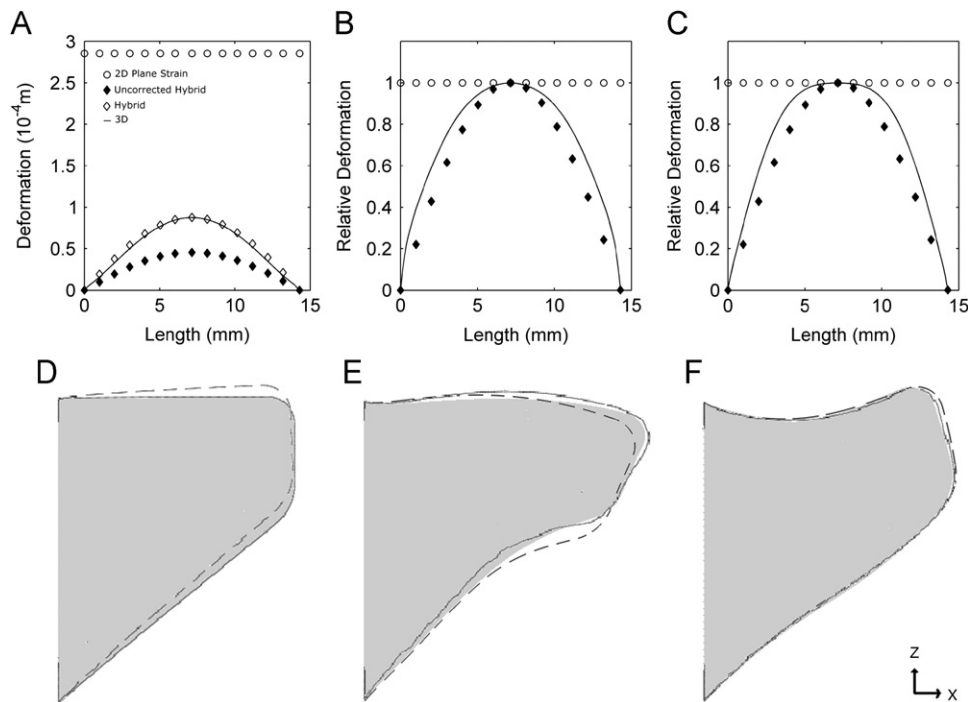 A
Deformation (10⁻⁴m)
3
2.5
2
1.5
1
0.5
0
2D Plane Strain
Uncorrected Hybrid
Hybrid
3D
0 5 10 15
Length (mm)
B
Relative Deformation
1
0.8
0.6
0.4
0.2
0
0 5 10 15
Length (mm)
C
Relative Deformation
1
0.8
0.6
0.4
0.2
0
0 5 10 15
Length (mm)
D
E
F
Z
X